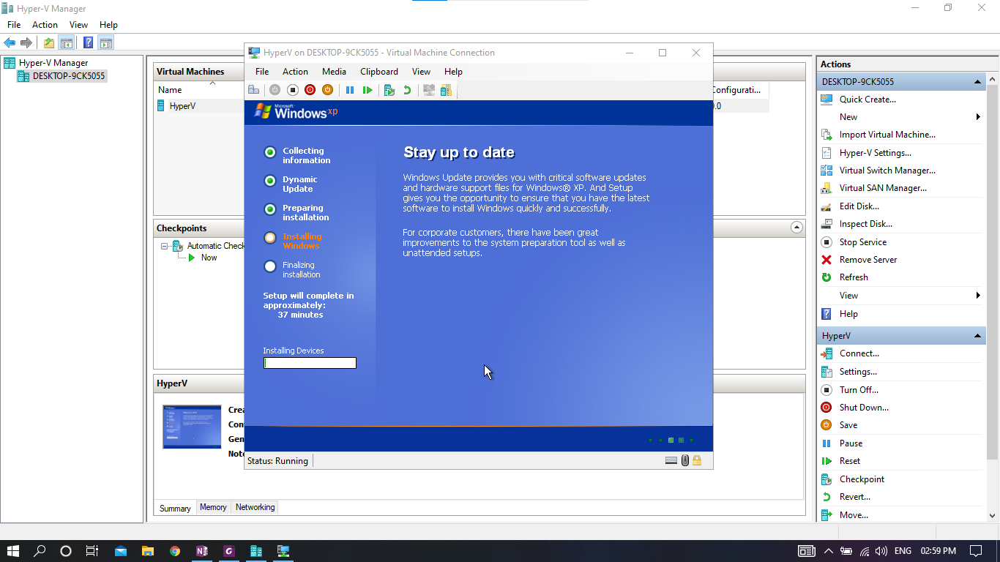 Hyper-V Manager
File Action View Help
Hyper-V Manager
DESKTOP-9CK5055
Virtual Machines
Name
HyperV
Configurati...
0.0
Checkpoints
Automatic Check
Now
HyperV
Crea
Con
Gen
Note
Summary Memory Networking
HyperV on DESKTOP-9CK5055 - Virtual Machine Connection
File Action Media Clipboard View Help
Microsoft
Windows xp
Collecting
information
Dynamic
Update
Preparing
installation
Installing
Windows
Finalizing
installation
Setup will complete in
approximately:
37 minutes
Installing Devices
Stay up to date
Windows Update provides you with critical software updates
and hardware support files for Windows® XP. And Setup
gives you the opportunity to ensure that you have the latest
software to install Windows quickly and successfully.
For corporate customers, there have been great
improvements to the system preparation tool as well as
unattended setups.
Status: Running
Actions
DESKTOP-9CK5055
Quick Create...
New
Import Virtual Machine...
Hyper-V Settings...
Virtual Switch Manager...
Virtual SAN Manager...
Edit Disk...
Inspect Disk...
Stop Service
Remove Server
Refresh
View
Help
HyperV
Connect...
Settings...
Turn Off...
Shut Down...
Save
Pause
Reset
Checkpoint
Revert...
Move...
ENG 02:59 PM